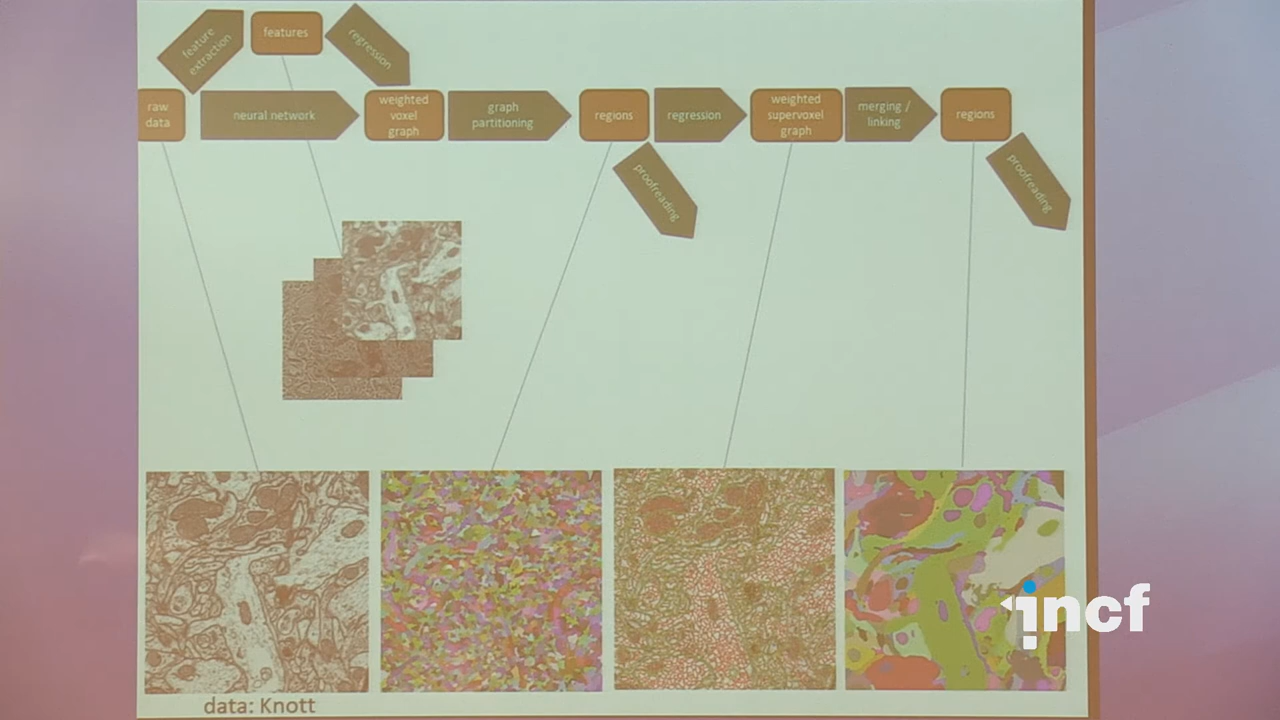 feature
extraction
features
regression
raw
data
neural network
weighted
voxel
graph
graph
partitioning
regions
regression
weighted
supervoxel
graph
merging /
linking
regions
proofreading
proofreading
incf
data: Knott